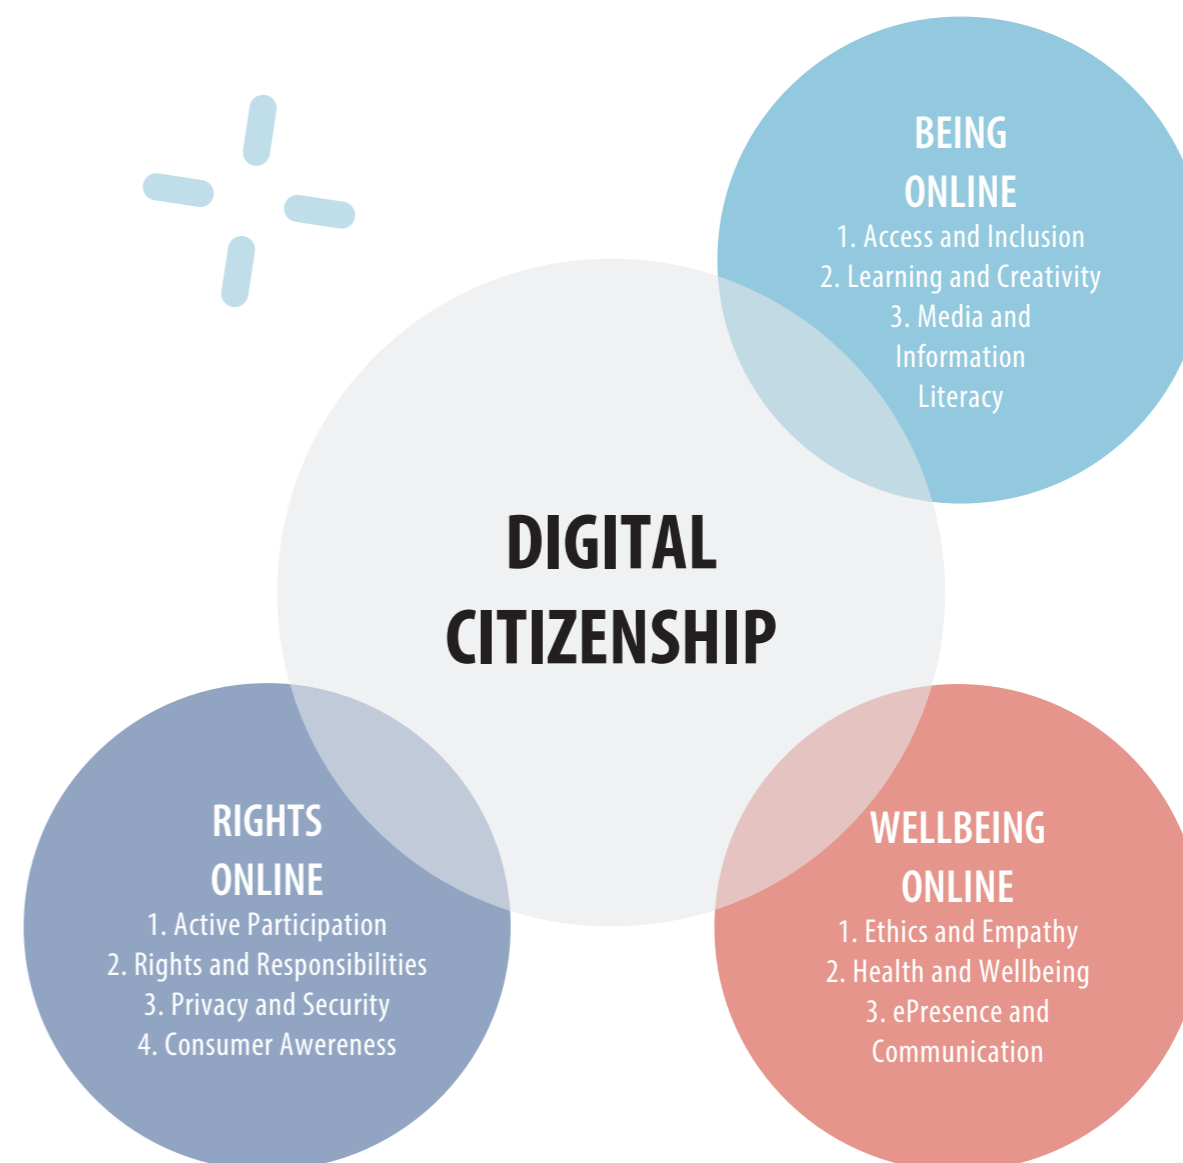 BEING
ONLINE
1. Access and Inclusion
2. Learning and Creativity
3. Media and
Information
Literacy
DIGITAL
CITIZENSHIP
RIGHTS
ONLINE
1. Active Participation
2. Rights and Responsibilities
3. Privacy and Security
4. Consumer Awereness
WELLBEING
ONLINE
1. Ethics and Empathy
2. Health and Wellbeing
3. ePresence and
Communication